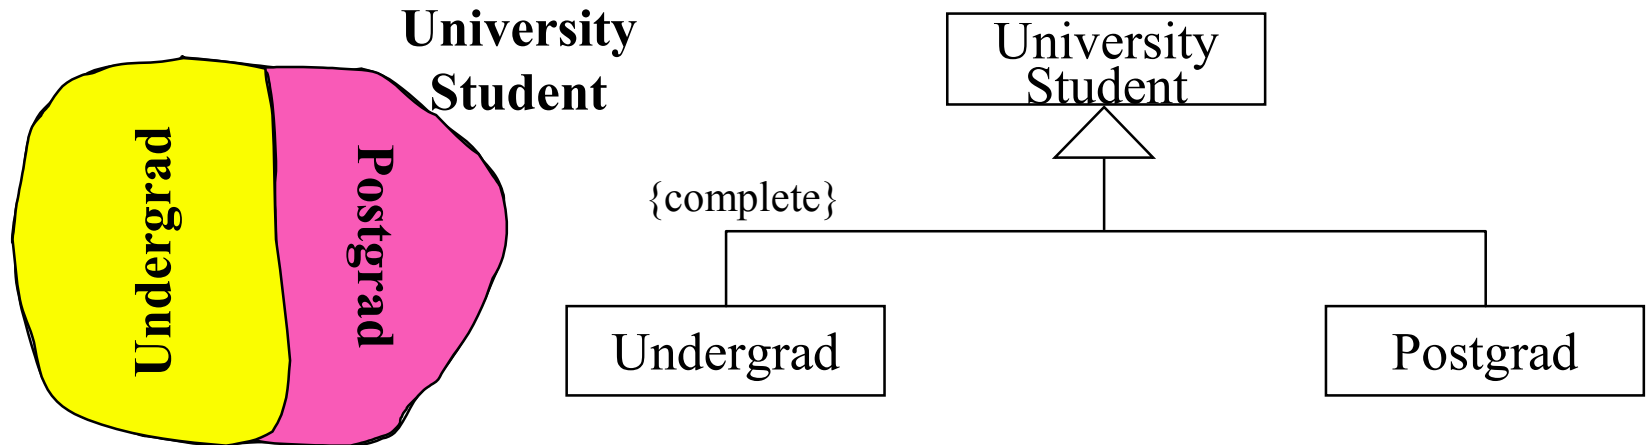 University
Student
Undergrad
Postgrad
University
Student
{complete}
Undergrad
Postgrad